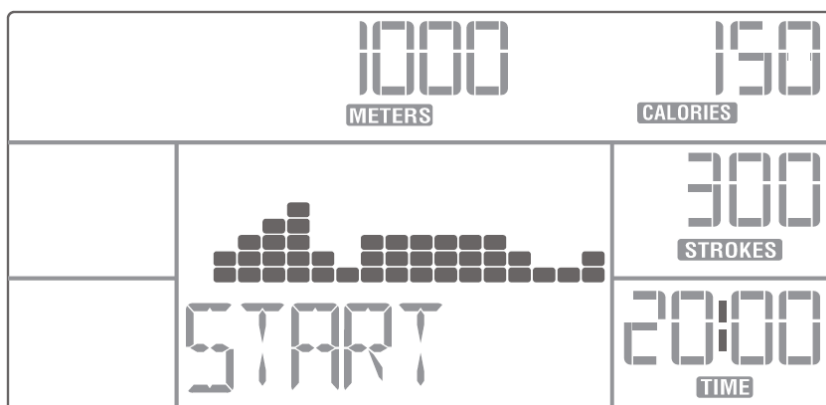 1000 150
METERS CALORIES
300
STROKES
START 20:00
TIME